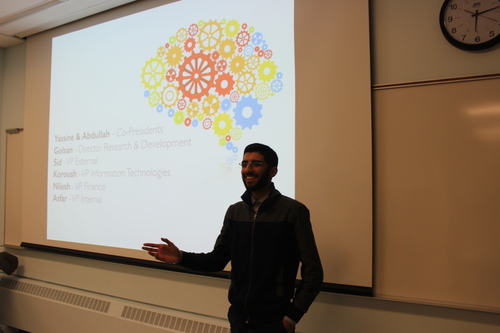 Yassine & Abdullah - Co-Presidents
Golsan - Director Research & Development
Sid - VP External
Korosh - VP Information Technologies
Nilesh - VP Finance
Asfar - VP Internal